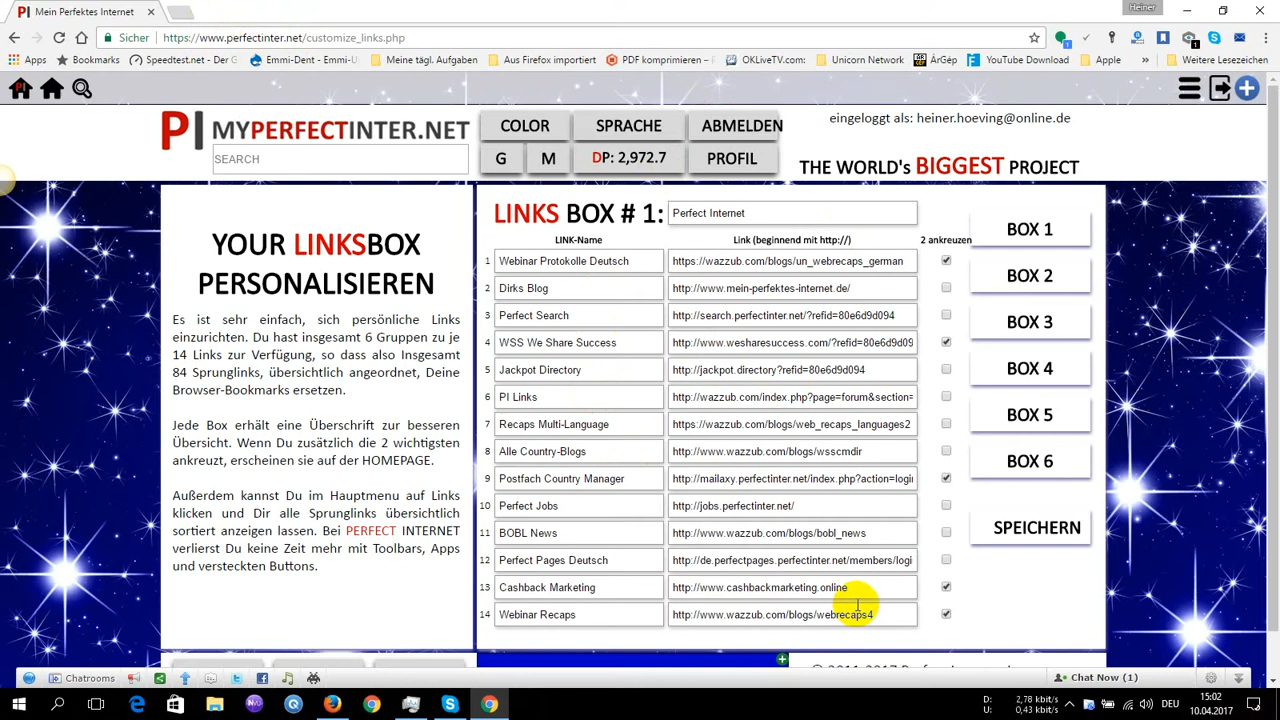 Mein Perfektes Internet
Heiner
Sicher https://www.perfectinter.net/customize_links.php
Apps Bookmarks Speedtest.net - Der G Emmi-Dent - Emmi-U Meine tägl. Aufgaben Aus Firefox importiert PDF komprimieren - F OKLiveTV.com: Unicorn Network ÄrGep YouTube Download Apple » Weitere Lesezeichen
PI MYPERFECTINTER.NET
SEARCH
COLOR SPRACHE ABMELDEN
G M DP: 2,972.7 PROFIL
eingeloggt als: heiner.hoeving@online.de
THE WORLD's BIGGEST PROJECT
YOUR LINKSBOX
PERSONALISIEREN
Es ist sehr einfach, sich persönliche Links
einzurichten. Du hast insgesamt 6 Gruppen zu je
14 Links zur Verfügung, so dass also Insgesamt
84 Sprunglinks, übersichtlich angeordnet, Deine
Browser-Bookmarks ersetzen.
Jede Box erhält eine Überschrift zur besseren
Übersicht. Wenn Du zusätzlich die 2 wichtigsten
ankreuzt, erscheinen sie auf der HOMEPAGE.
Außerdem kannst Du im Hauptmenu auf Links
klicken und Dir alle Sprunglinks übersichtlich
sortiert anzeigen lassen. Bei PERFECT INTERNET
verlierst Du keine Zeit mehr mit Toolbars, Apps
und versteckten Buttons.
LINKS BOX # 1: Perfect Internet
LINK-Name Link (beginnend mit http://) 2 ankreuzen
1 Webinar Protokolle Deutsch https://wazzub.com/blogs/un_webrecaps_german
2 Dirks Blog http://www.mein-perfektes-internet.de/
3 Perfect Search http://search.perfectinter.net/?refid=80e6d9d094
4 WSS We Share Success http://www.wesharesuccess.com/?refid=80e6d9d09
5 Jackpot Directory http://jackpot.directory?refid=80e6d9d094
6 PI Links http://wazzub.com/index.php?page=forum&section=
7 Recaps Multi-Language https://wazzub.com/blogs/web_recaps_languages2
8 Alle Country-Blogs http://www.wazzub.com/blogs/wsscmdir
9 Postfach Country Manager http://mailaxy.perfectinter.net/index.php?action=logi
10 Perfect Jobs http://jobs.perfectinter.net/
11 BOBL News http://www.wazzub.com/blogs/bobl_news
12 Perfect Pages Deutsch http://de.perfectpages.perfectinter.net/members/logi
13 Cashback Marketing http://www.cashbackmarketing.online
14 Webinar Recaps http://www.wazzub.com/blogs/webrecaps4
BOX 1
BOX 2
BOX 3
BOX 4
BOX 5
BOX 6
SPEICHERN
Chatrooms
Chat Now (1)
D: 2,78 kbit/s
U: 0,43 kbit/s
DEU
15:02
10.04.2017